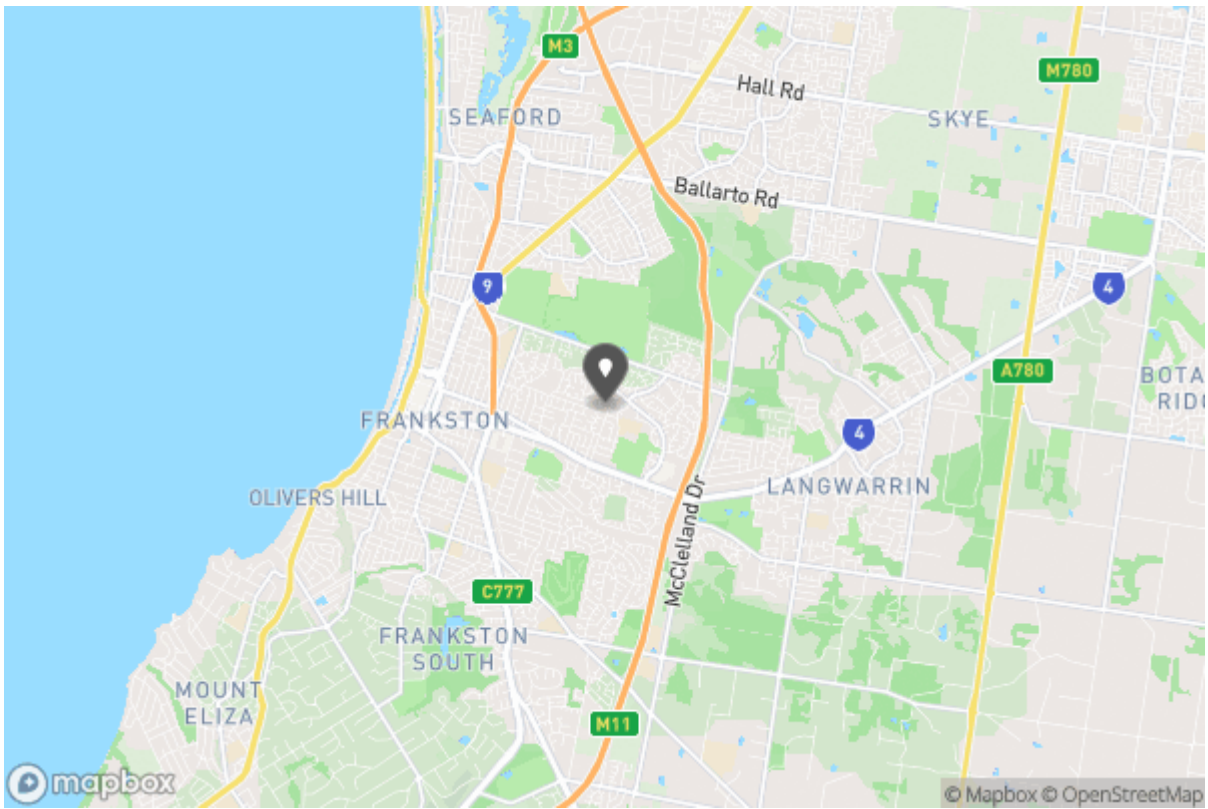 M3
M780
Hall Rd
SEAFORD
SKYE
Ballarto Rd
9
4
A780
BOTA
RIDG
FRANKSTON
4
OLIVERS HILL
LANGWARRIN
McClelland Dr
C777
FRANKSTON
SOUTH
MOUNT
ELIZA
M11
mapbox
© Mapbox © OpenStreetMap